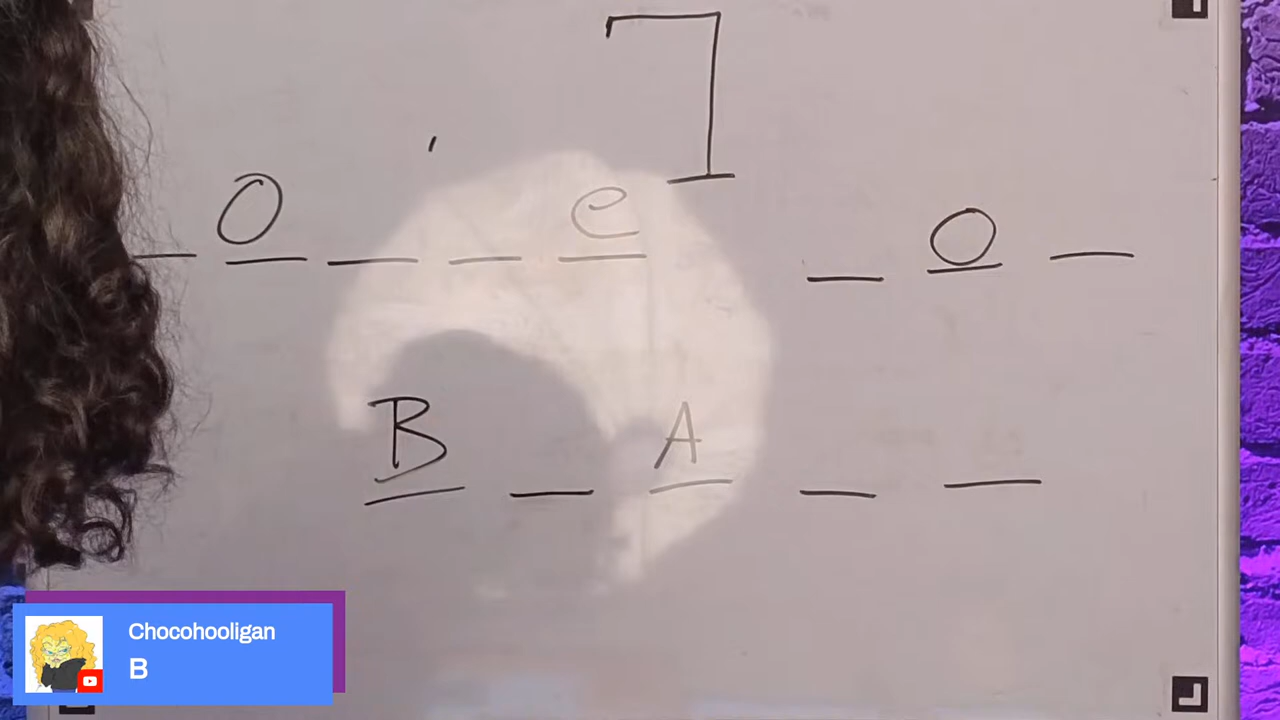 _ O _ ' _ e _ O _
B _ A _ _
Chocohooligan
B